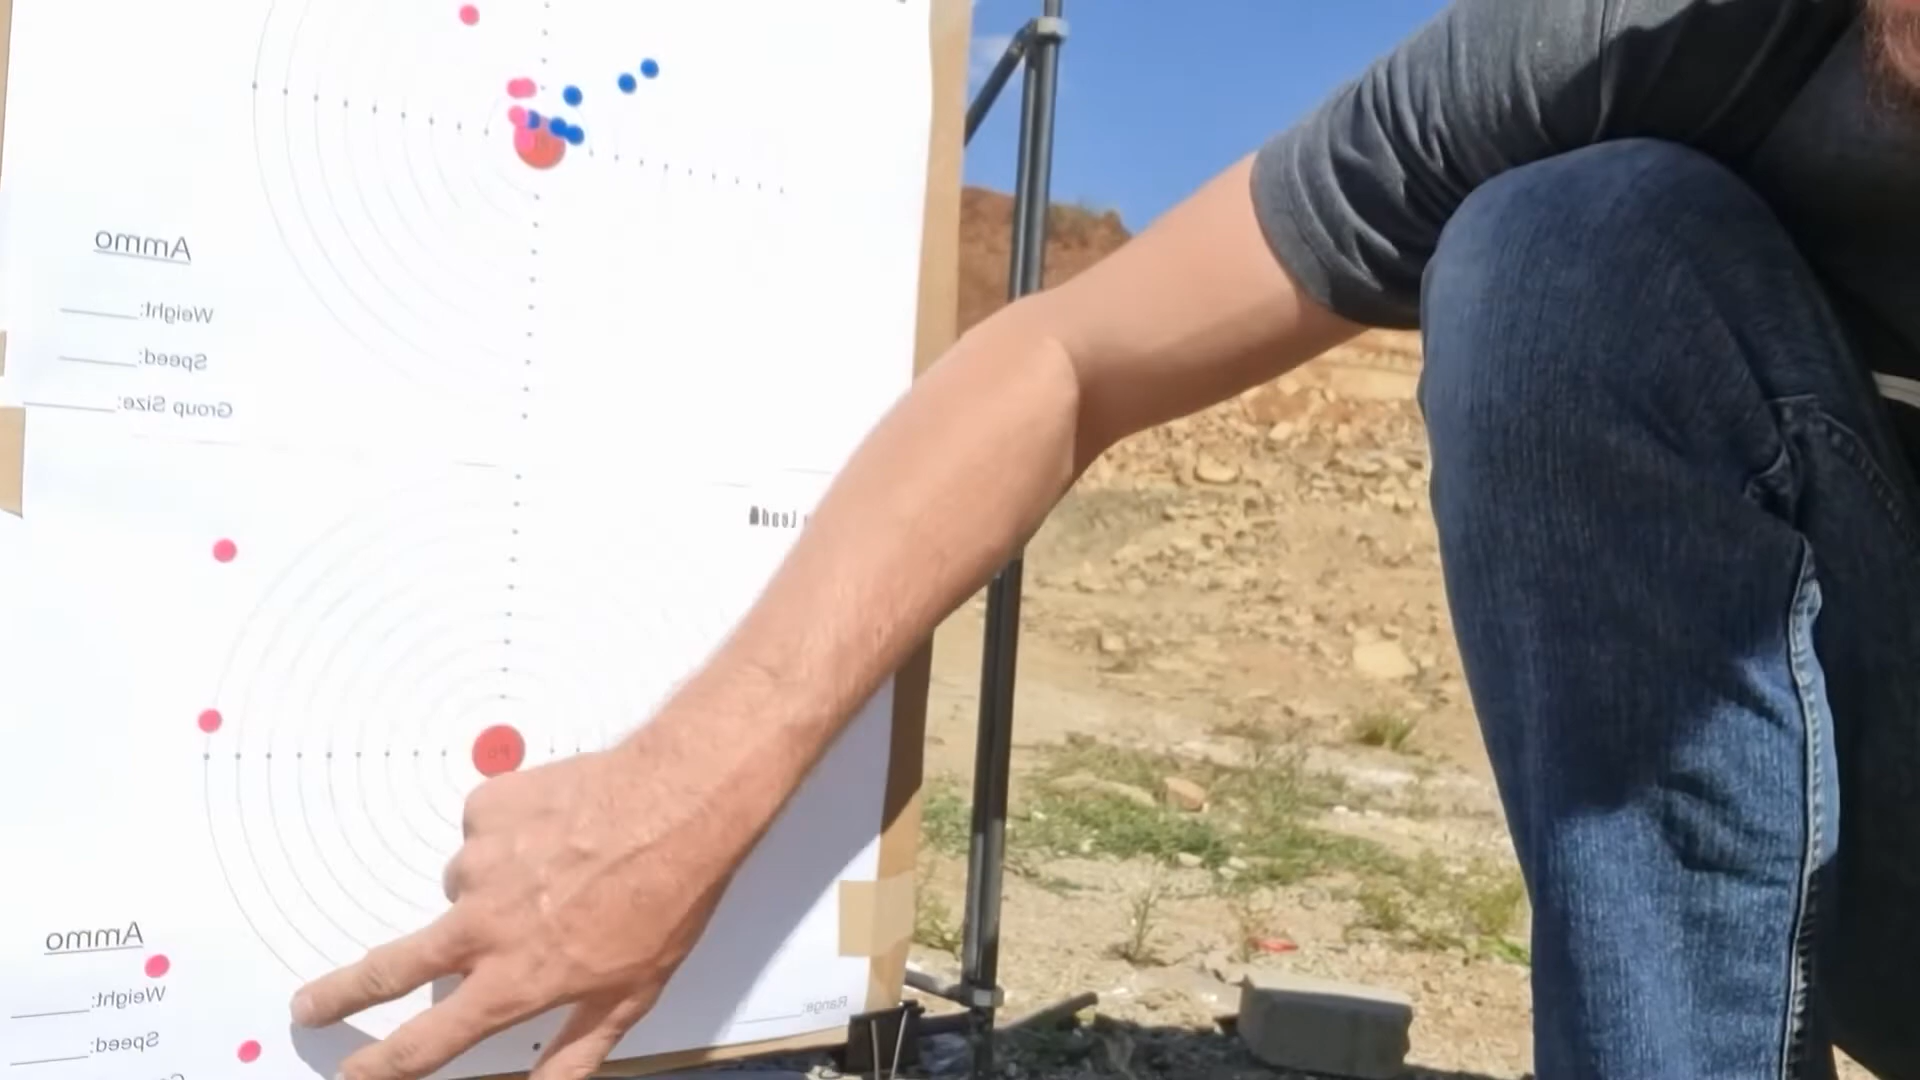 Ammo
Weight:
Speed:
Group Size:
Ammo
Weight:
Speed:
Range: